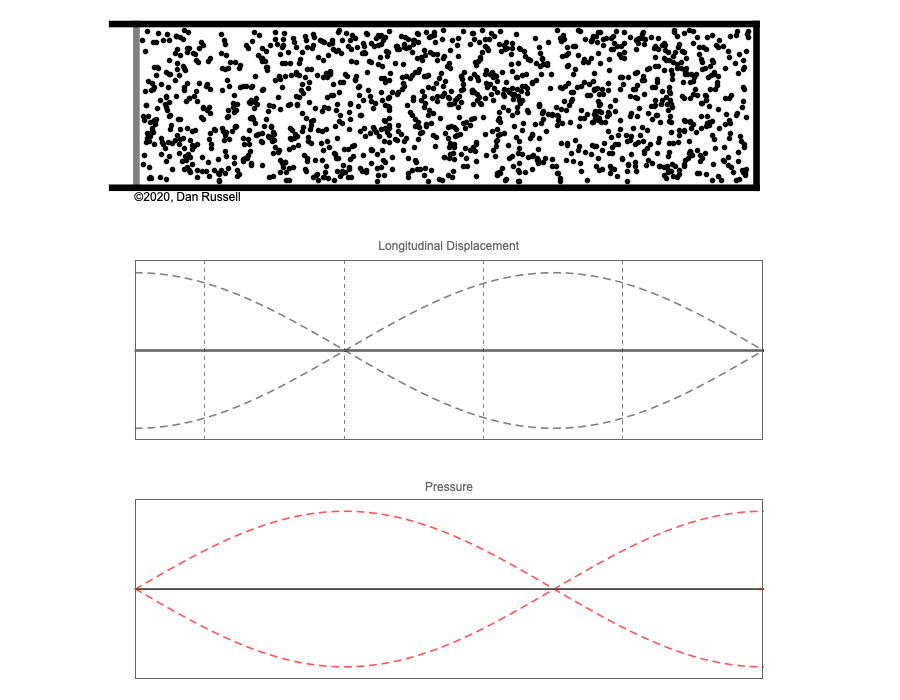 ©2020, Dan Russell
Longitudinal Displacement
Pressure